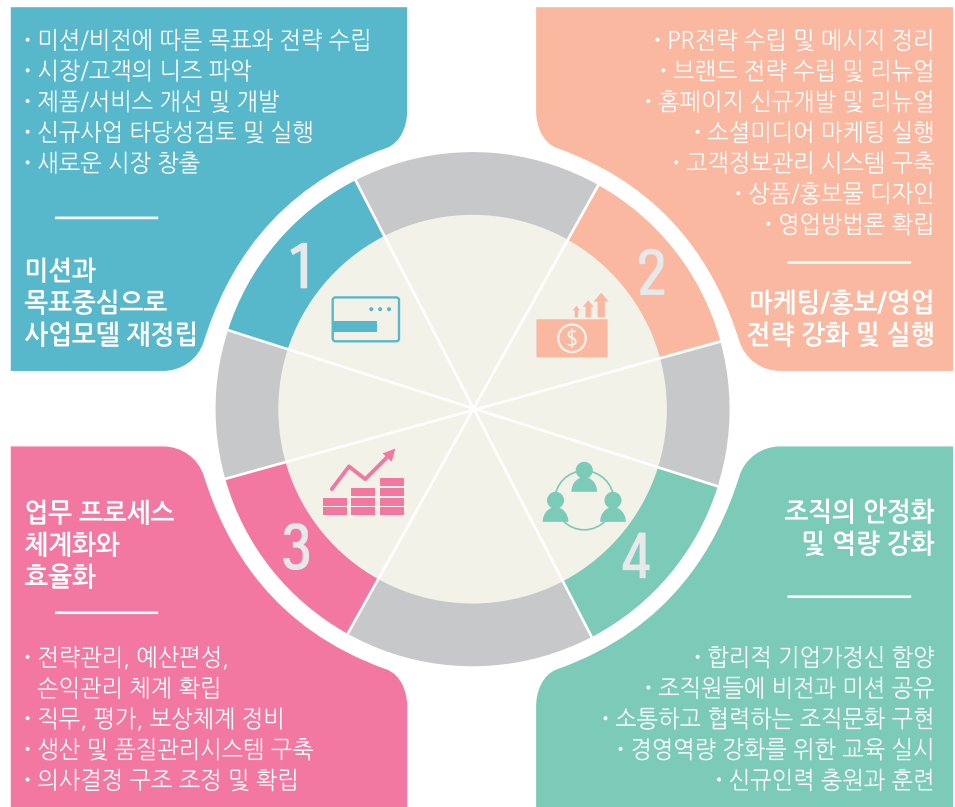 · 미션/비전에 따른 목표와 전략 수립
· 시장/고객의 니즈 파악
· 제품/서비스 개선 및 개발
· 신규사업 타당성검토 및 실행
· 새로운 시장 창출
미션과
목표중심으로
사업모델 재정립
1
· PR전략 수립 및 메시지 정리
· 브랜드 전략 수립 및 리뉴얼
· 홈페이지 신규개발 및 리뉴얼
· 소셜미디어 마케팅 실행
· 고객정보관리 시스템 구축
· 상품/홍보물 디자인
· 영업방법론 확립
마케팅/홍보/영업
전략 강화 및 실행
2
$
업무 프로세스
체계화와
효율화
3
· 전략관리, 예산편성,
손익관리 체계 확립
· 직무, 평가, 보상체계 정비
· 생산 및 품질관리시스템 구축
· 의사결정 구조 조정 및 확립
조직의 안정화
및 역량 강화
4
· 합리적 기업가정신 함양
· 조직원들에 비전과 미션 공유
· 소통하고 협력하는 조직문화 구현
· 경영역량 강화를 위한 교육 실시
· 신규인력 충원과 훈련